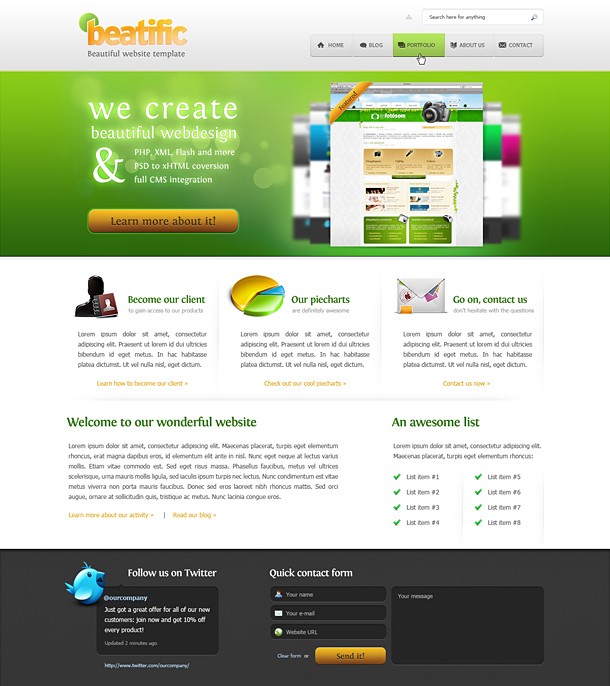 beatific
Beautiful website template
Search here for anything
HOME
BLOG
PORTFOLIO
ABOUT US
CONTACT
we create
beautiful webdesign
&
PHP, XML, Flash and more
PSD to xHTML coversion
full CMS integration
Learn more about it!
Featured
fotósom
Become our client
to gain access to our products
Lorem ipsum dolor sit amet, consectetur
adipiscing elit. Praesent ut lorem id dui ultricies
bibendum id eget metus. In hac habitasse
platea dictumst. Ut vel nulla nisl, eget dictum.
Learn how to become our client »
Our piecharts
are definitely awesome
Lorem ipsum dolor sit amet, consectetur
adipiscing elit. Praesent ut lorem id dui ultricies
bibendum id eget metus. In hac habitasse
platea dictumst. Ut vel nulla nisl, eget dictum.
Check out our cool piecharts »
Go on, contact us
don't hesitate with the questions
Lorem ipsum dolor sit amet, consectetur
adipiscing elit. Praesent ut lorem id dui ultricies
bibendum id eget metus. In hac habitasse
platea dictumst. Ut vel nulla nisl, eget dictum.
Contact us now »
Welcome to our wonderful website
Lorem ipsum dolor sit amet, consectetur adipiscing elit. Maecenas placerat, turpis eget elementum
rhoncus, erat magna dapibus eros, id elementum elit ante in nisl. Nunc eget neque at lectus varius
mollis. Etiam vitae commodo est. Sed eget risus massa. Phasellus faucibus, metus vel ultrices
scelerisque, urna mauris mollis ligula, sed iaculis ipsum turpis nec lectus. Nunc condimentum est vitae
metus viverra non porta mauris faucibus. Donec sed eros laoreet nibh rhoncus mattis. Sed orci
augue, ornare at sollicitudin quis, tristique ac metus. Nunc lacinia congue eros.
Learn more about our activity » | Read our blog »
An awesome list
Lorem ipsum dolor sit amet, consectetur adipiscing elit.
Maecenas placerat, turpis eget elementum rhoncus:
List item #1
List item #2
List item #3
List item #4
List item #5
List item #6
List item #7
List item #8
Follow us on Twitter
@ourcompany
Just got a great offer for all of our new
customers: join now and get 10% off
every product!
Updated 2 minutes ago
http://www.twitter.com/ourcompany/
Quick contact form
Your name
Your e-mail
Website URL
Clear form or
Send it!
Your message